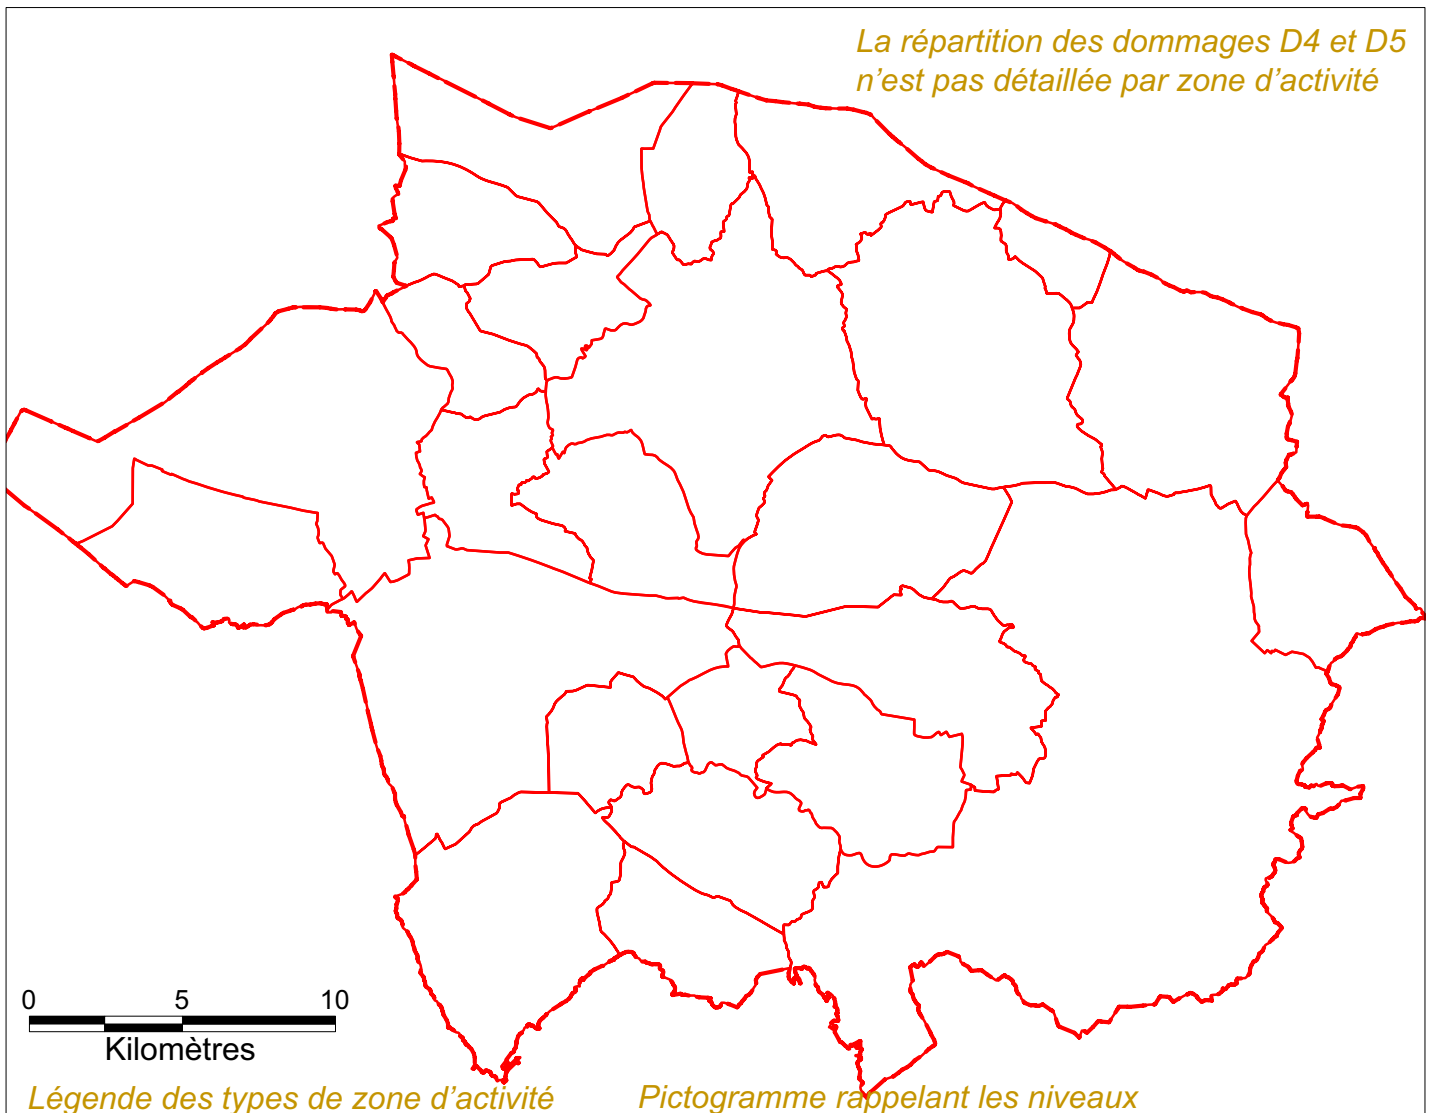 La répartition des dommages D4 et D5
n’est pas détaillée par zone d’activité
0 5 10
Kilomètres
Légende des types de zone d’activité
Pictogramme rappelant les niveaux